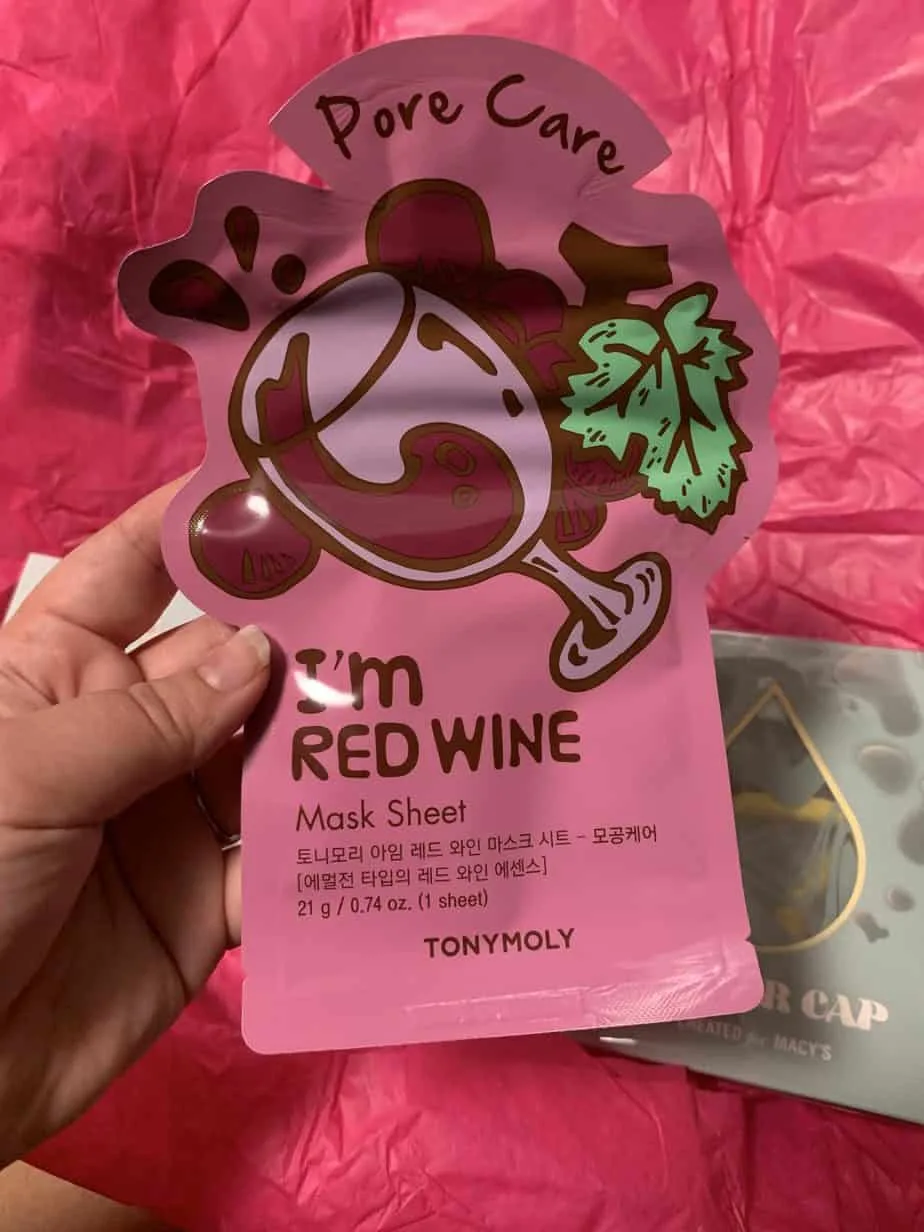 Pore Care
I'm
RED WINE
Mask Sheet
토니모리 아임 레드 와인 마스크 시트 - 모공케어
[에멀전 타입의 레드 와인 에센스]
21 g / 0.74 oz. (1 sheet)
TONYMOLY
CAP
for MACY'S